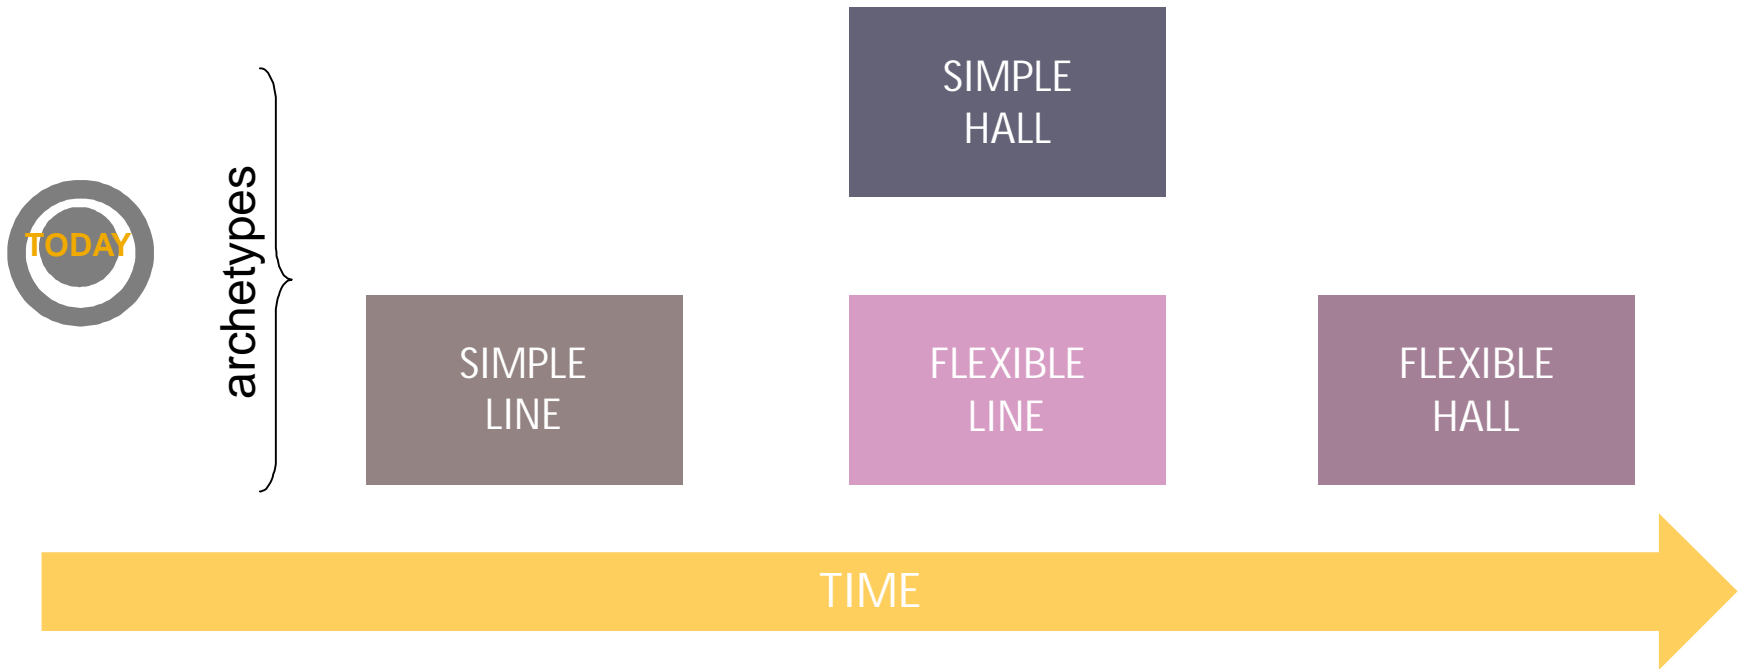 SIMPLE
HALL
TODAY
archetypes
SIMPLE
LINE
FLEXIBLE
LINE
FLEXIBLE
HALL
TIME